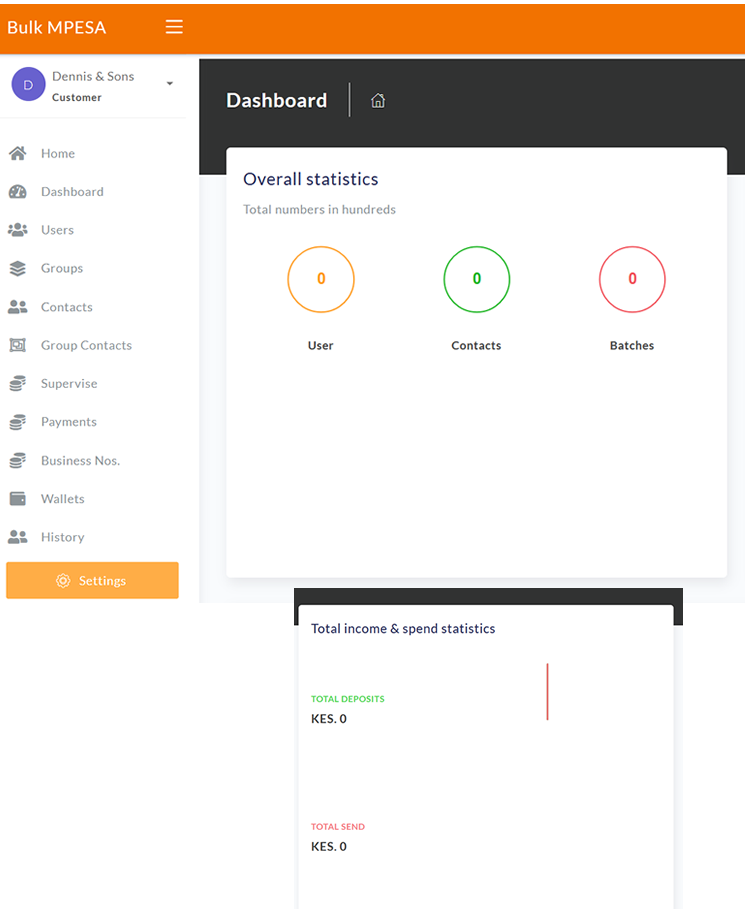 Bulk MPESA
D
Dennis & Sons
Customer
Home
Dashboard
Users
Groups
Contacts
Group Contacts
Supervise
Payments
Business Nos.
Wallets
History
Settings
Dashboard
Overall statistics
Total numbers in hundreds
0 0 0
User Contacts Batches
Total income & spend statistics
TOTAL DEPOSITS
KES. 0
TOTAL SEND
KES. 0